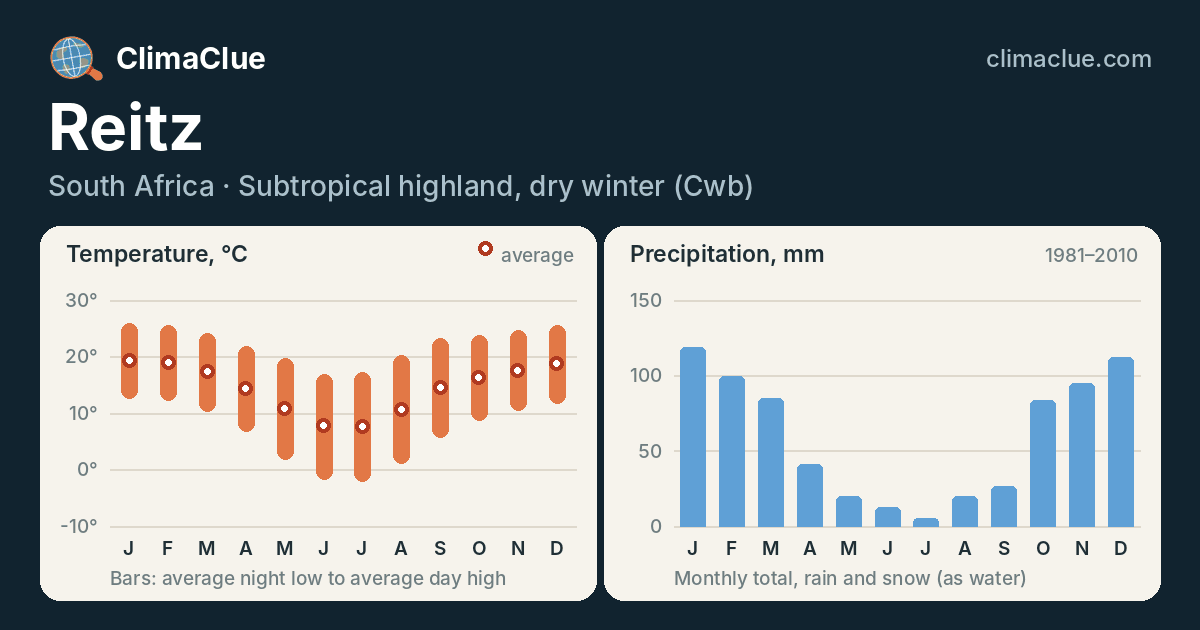 ClimaClue
climaclue.com
Reitz
South Africa · Subtropical highland, dry winter (Cwb)
Temperature, °C
average
30°
20°
10°
0°
-10°
J F M A M J J A S O N D
Bars: average night low to average day high
Precipitation, mm
1981–2010
150
100
50
0
J F M A M J J A S O N D
Monthly total, rain and snow (as water)